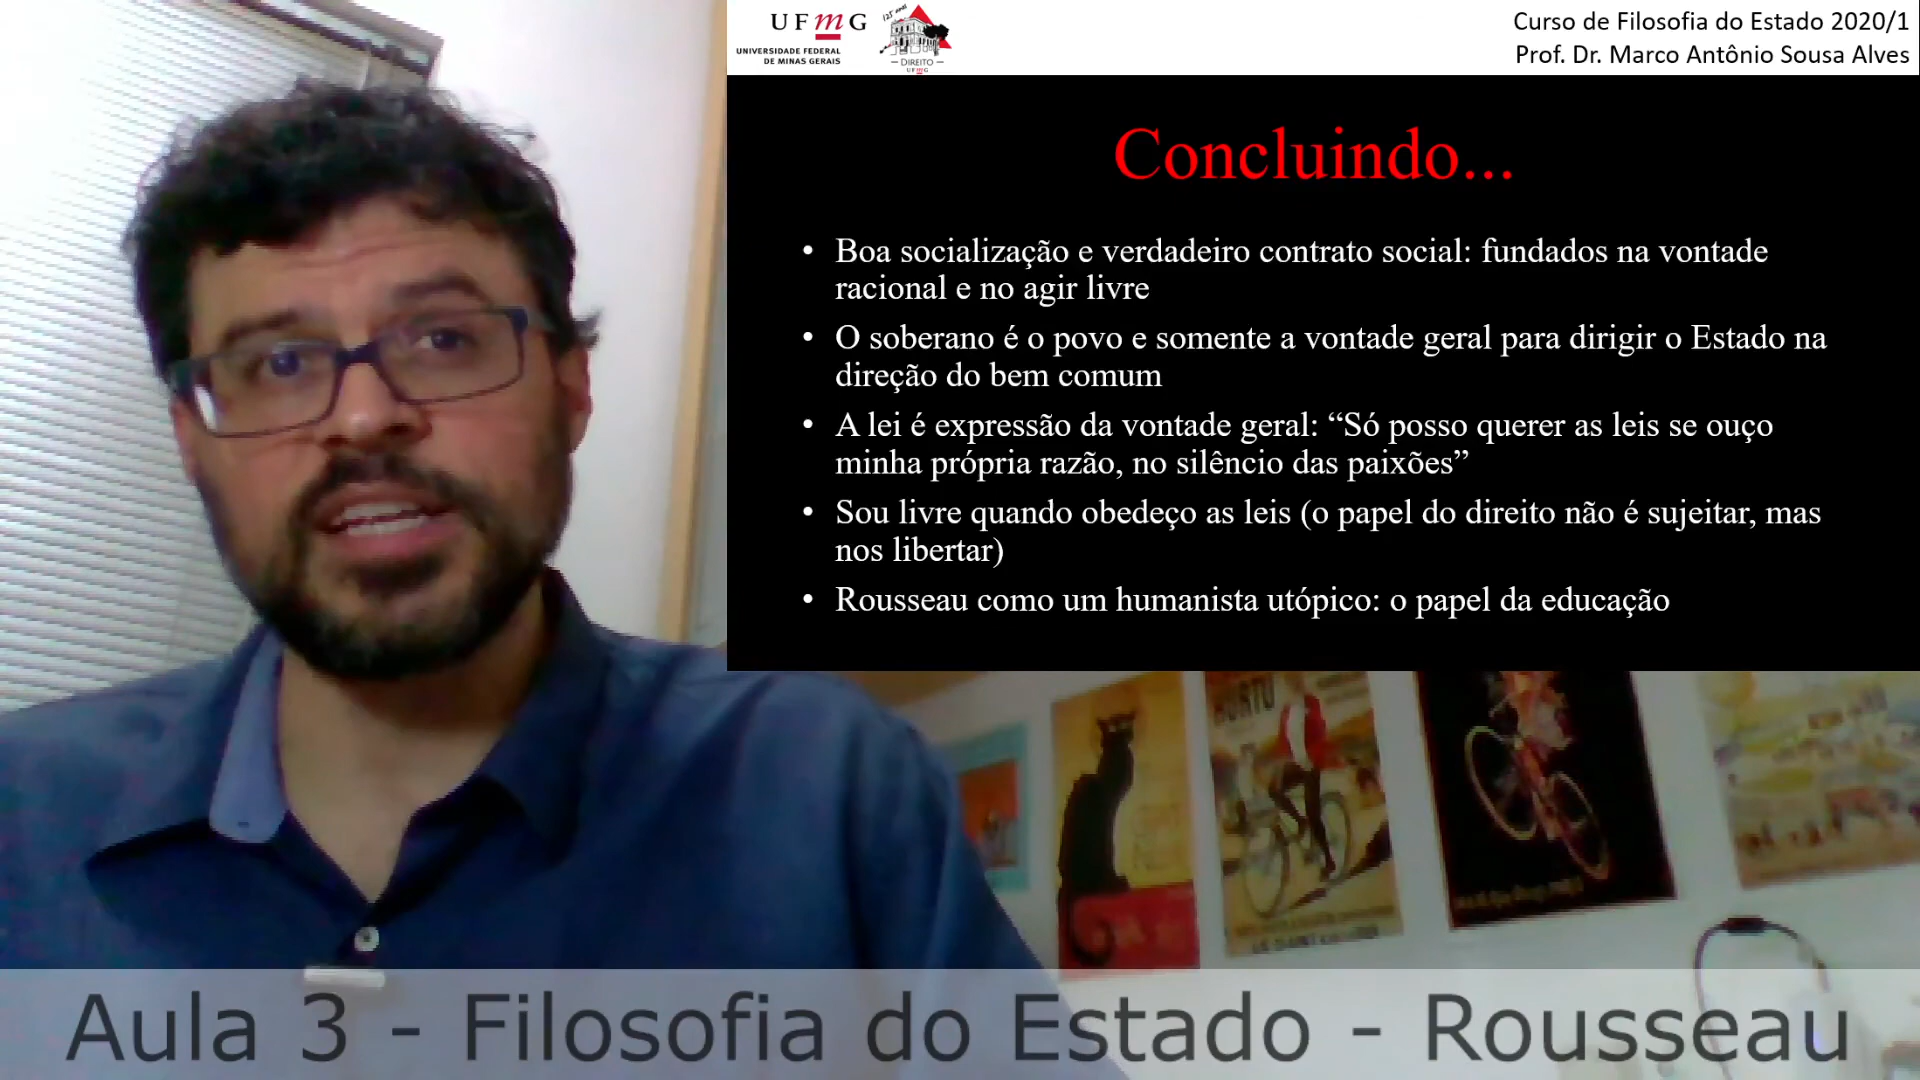 UFmG
UNIVERSIDADE FEDERAL
DE MINAS GERAIS
125 anos
DIREITO
UFmG
Curso de Filosofia do Estado 2020/1
Prof. Dr. Marco Antônio Sousa Alves
Concluindo...
• Boa socialização e verdadeiro contrato social: fundados na vontade
racional e no agir livre
• O soberano é o povo e somente a vontade geral para dirigir o Estado na
direção do bem comum
• A lei é expressão da vontade geral: “Só posso querer as leis se ouço
minha própria razão, no silêncio das paixões”
• Sou livre quando obedeço as leis (o papel do direito não é sujeitar, mas
nos libertar)
• Rousseau como um humanista utópico: o papel da educação
Aula 3 - Filosofia do Estado - Rousseau